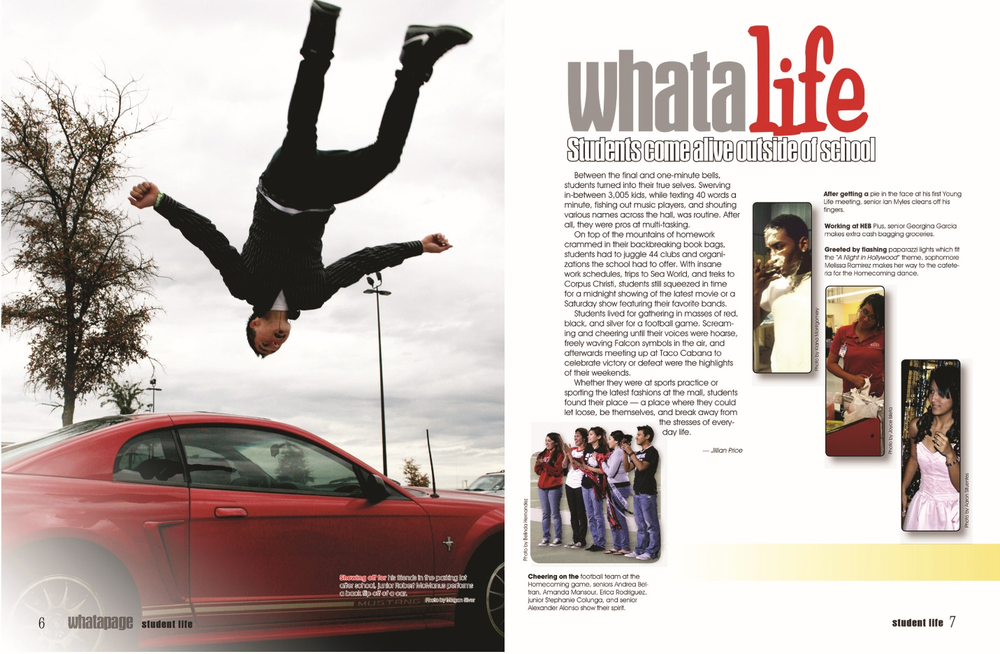 whatalife
Students come alive outside of school
Between the final and one-minute bells,
students turned into their true selves. Swerving
in-between 3,005 kids, while texting 40 words a
minute, fishing out music players, and shouting
various names across the hall, was routine. After
all, they were pros at multi-tasking.
On top of the mountains of homework
crammed in their backbreaking book bags,
students had to juggle 44 clubs and organi-
zations the school had to offer. With insane
work schedules, trips to Sea World, and treks to
Corpus Christi, students still squeezed in time
for a midnight showing of the latest movie or a
Saturday show featuring their favorite bands.
Students lived for gathering in masses of red,
black, and silver for a football game. Scream-
ing and cheering until their voices were hoarse,
freely waving Falcon symbols in the air, and
afterwards meeting up at Taco Cabana to
celebrate victory or defeat were the highlights
of their weekends.
Whether they were at sports practice or
sporting the latest fashions at the mall, students
found their place — a place where they could
let loose, be themselves, and break away from
the stresses of every-
day life.
— Jillian Price
After getting a pie in the face at his first Young
Life meeting, senior Ian Myles cleans off his
fingers.
Working at HEB Plus, senior Georgina Garcia
makes extra cash bagging groceries.
Greeted by flashing paparazzi lights which fit
the "A Night in Hollywood" theme, sophomore
Melissa Ramirez makes her way to the cafete-
ria for the Homecoming dance.
Photo by Kiana Montgomery
Photo by Joyce Isleta
Photo by Aaron Sifuentes
Photo by Belinda Hernandez
Cheering on the football team at the
Homecoming game, seniors Andrea Bel-
tran, Amanda Mansour, Erica Rodriguez,
junior Stephanie Colunga, and senior
Alexander Alonso show their spirit.
Showing off for his friends in the parking lot
after school, junior Robert McManus performs
a back flip off of a car.
Photo by Megan Silver
MUSTANG
6 whatapage student life
student life 7